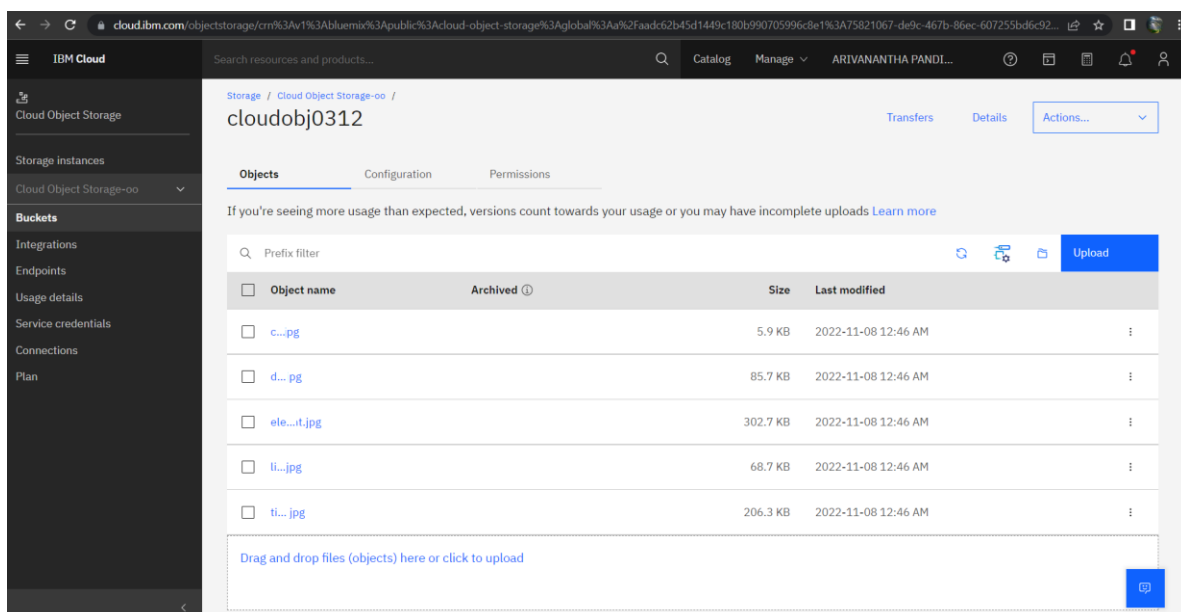 cloud.ibm.com/objectstorage/crn%3Av1%3Abluemix%3Apublic%3Acloud-object-storage%3Aglobal%3Aa%2Faadc62b45d1449c180b990705996c8e1%3A75821067-de9c-467b-86ec-607255bd6c92...
IBM Cloud
Search resources and products...
Catalog
Manage
ARIVANANTHA PANDI...
Cloud Object Storage
Storage instances
Cloud Object Storage-oo
Buckets
Integrations
Endpoints
Usage details
Service credentials
Connections
Plan
Storage / Cloud Object Storage-oo /
cloudobj0312
Transfers
Details
Actions...
Objects
Configuration
Permissions
If you're seeing more usage than expected, versions count towards your usage or you may have incomplete uploads Learn more
Prefix filter
Upload
Object name Archived Size Last modified
c...pg 5.9 KB 2022-11-08 12:46 AM
d... pg 85.7 KB 2022-11-08 12:46 AM
ele...ıt.jpg 302.7 KB 2022-11-08 12:46 AM
li...jpg 68.7 KB 2022-11-08 12:46 AM
ti... jpg 206.3 KB 2022-11-08 12:46 AM
Drag and drop files (objects) here or click to upload